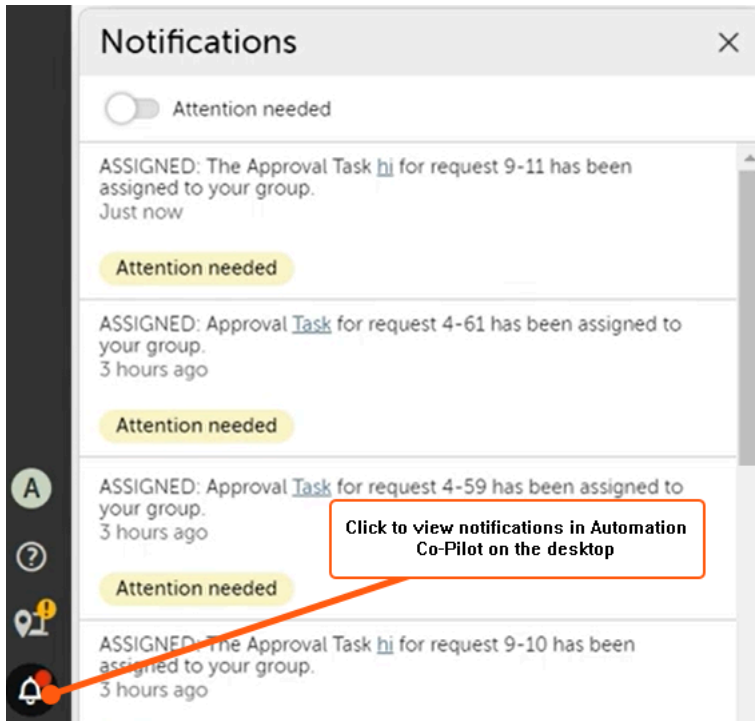 Notifications
Attention needed
ASSIGNED: The Approval Task hi for request 9-11 has been
assigned to your group.
Just now
Attention needed
ASSIGNED: Approval Task for request 4-61 has been assigned to
your group.
3 hours ago
Attention needed
ASSIGNED: Approval Task for request 4-59 has been assigned to
your group.
3 hours ago
Click to view notifications in Automation
Co-Pilot on the desktop
Attention needed
ASSIGNED: The Approval Task hi for request 9-10 has been
assigned to your group.
3 hours ago
A
?
!